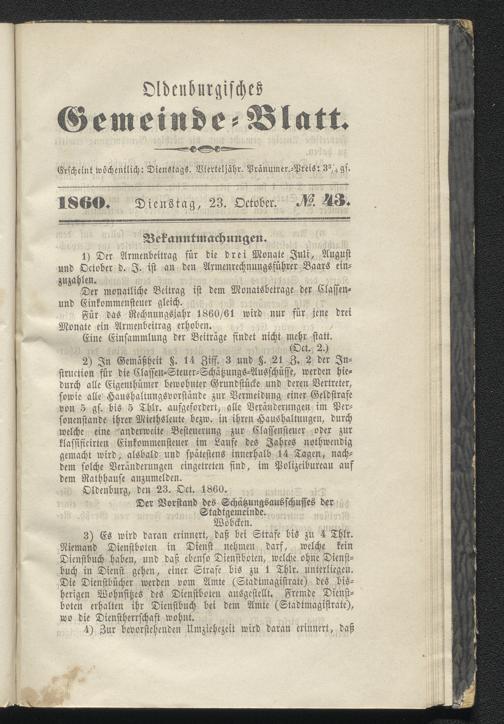 Oldenburgisches
Gemeinde-Blatt.
Erscheint wöchentlich: Dienstags. Vierteljähr. Pränumer.-Preis: 3¾ gs.
1860. Dienstag, 23. October. №. 43.
Bekanntmachungen.
1) Der Armenbeitrag für die drei Monate Juli, August
und October d. J. ist an den Armenrechnungsführer Baars ein-
zuzahlen.
Der monatliche Beitrag ist dem Monatsbetrage der Classen-
und Einkommensteuer gleich.
Für das Rechnungsjahr 1860/61 wird nur für jene drei
Monate ein Armenbeitrag erhoben.
Eine Einsammlung der Beiträge findet nicht mehr statt.
(Oct. 2.)
2) In Gemäßheit §. 14 Ziff. 3 und §. 21 Z. 2 der In-
struction für die Classen-Steuer-Schätzungs-Ausschüsse, werden hie-
durch alle Eigenthümer bewohnter Grundstücke und deren Vertreter,
sowie alle Haushaltungsvorstände zur Vermeidung einer Geldstrafe
von 5 gs. bis 5 Thlr. aufgefordert, alle Veränderungen im Per-
sonenstande ihrer Miethsleute bezw. in ihren Haushaltungen, durch
welche eine anderweite Besteuerung zur Classensteuer oder zur
klassificirten Einkommensteuer im Laufe des Jahres nothwendig
gemacht wird, alsbald und spätestens innerhalb 14 Tagen, nach-
dem solche Veränderungen eingetreten sind, im Polizeibureau auf
dem Rathhause anzumelden.
Oldenburg, den 23. Oct. 1860.
Der Vorstand des Schätzungsausschusses der
Stadtgemeinde.
Wöbcken.
3) Es wird daran erinnert, daß bei Strafe bis zu 4 Thlr.
Niemand Dienstboten in Dienst nehmen darf, welche kein
Dienstbuch haben, und daß ebenso Dienstboten, welche ohne Dienst-
buch in Dienst gehen, einer Strafe bis zu 1 Thlr. unterliegen.
Die Dienstbücher werden vom Amte (Stadtmagistrate) des bis-
herigen Wohnsitzes des Dienstboten ausgestellt. Fremde Dienst-
boten erhalten ihr Dienstbuch bei dem Amte (Stadtmagistrate),
wo die Dienstherrschaft wohnt.
4) Zur bevorstehenden Umziehezeit wird daran erinnert, daß